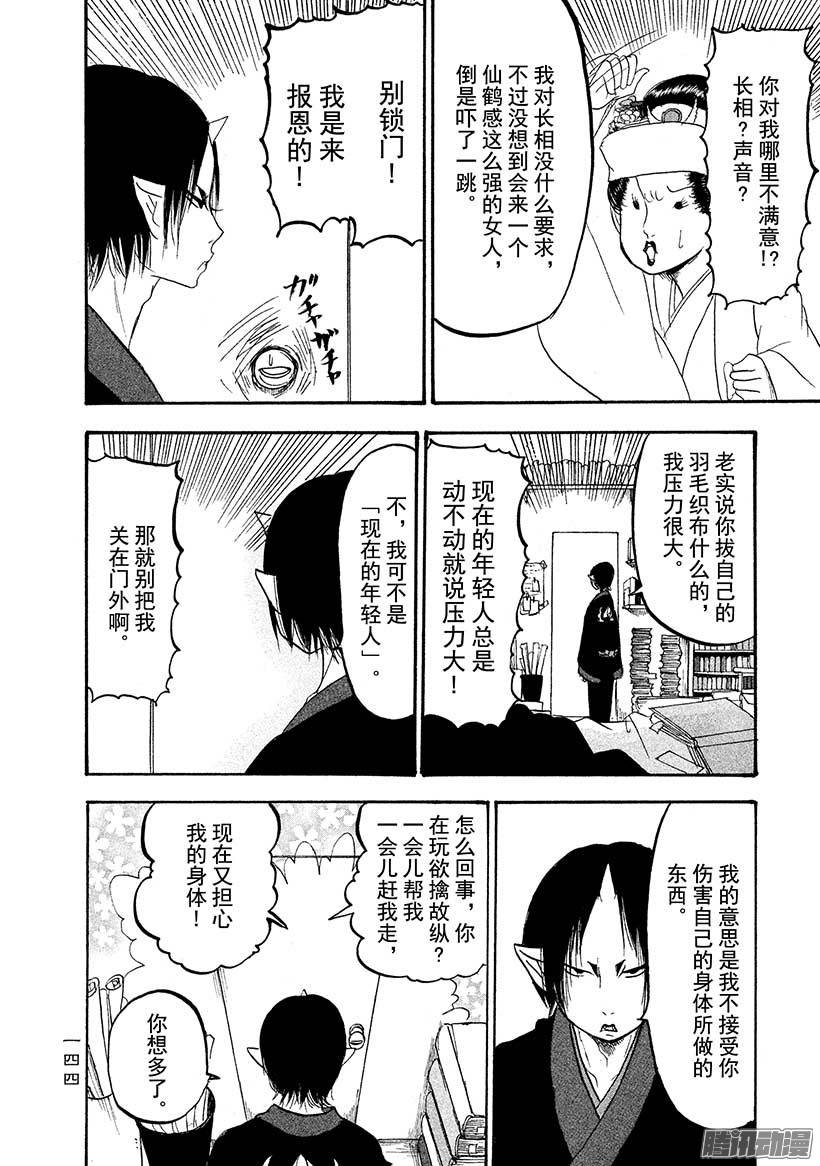 你对我哪里不满意!?
长相?声音?
我对长相没什么要求,
不过没想到会来一个
仙鹤感这么强的女人,
倒是吓了一跳。
别锁门!
我是来
报恩的!
ガチャ
ガチャ
老实说你拔自己的
羽毛织布什么的,
我压力很大。
现在的年轻人总是
动不动就说压力大!
不,我可不是
「现在的年轻人」。
那就别把我
关在门外啊。
我的意思是我不接受你
伤害自己的身体所做的
东西。
怎么回事,你
在玩欲擒故纵?
一会儿帮我
一会儿赶我走,
现在又担心
我的身体!
你想多了。
一四四
腾讯动漫